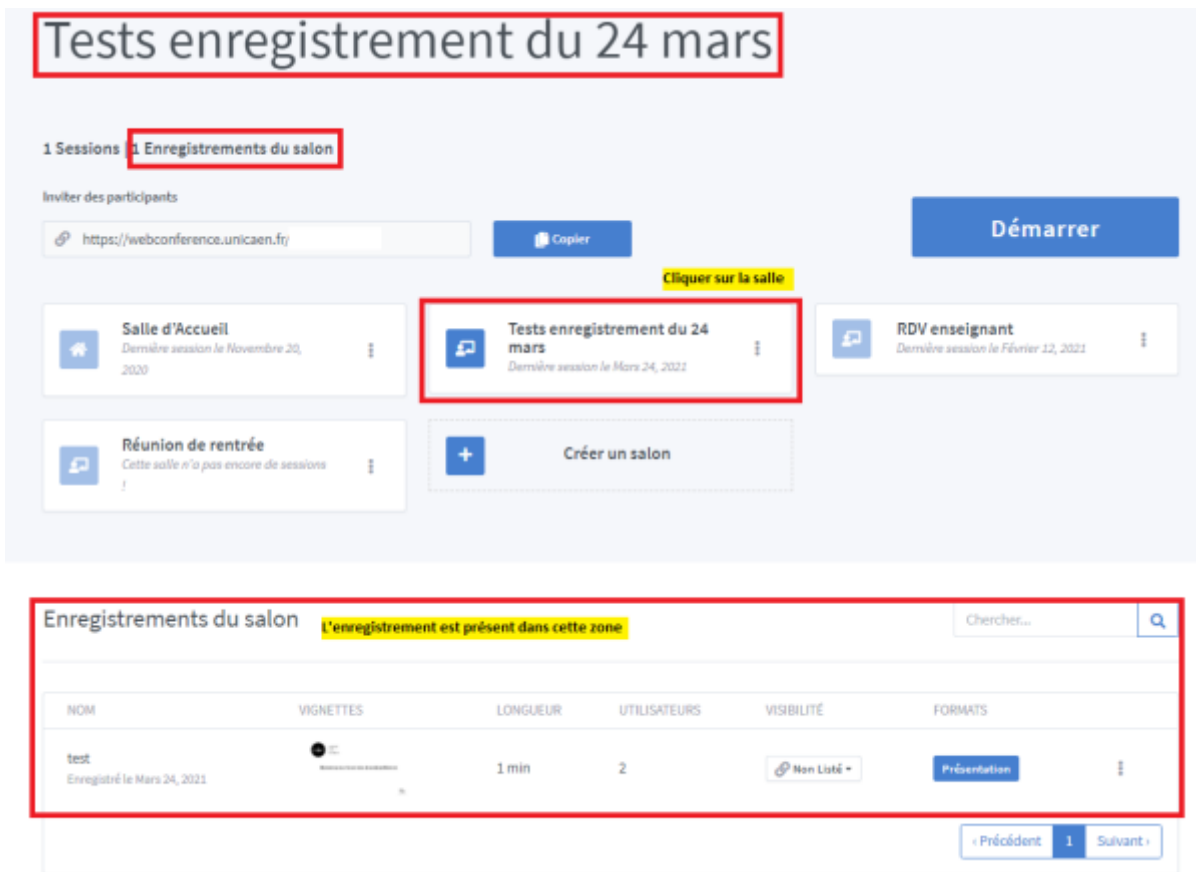 Tests enregistrement du 24 mars
1 Sessions | 1 Enregistrements du salon
Inviter des participants
https://webconference.unicaen.fr/
Copier
Démarrer
Cliquer sur la salle
Salle d'Accueil
Dernière session le Novembre 20,
2020
Tests enregistrement du 24
mars
Dernière session le Mars 24, 2021
RDV enseignant
Dernière session le Février 12, 2021
Réunion de rentrée
Cette salle n'a pas encore de sessions
!
+
Créer un salon
Enregistrements du salon
L'enregistrement est présent dans cette zone
Chercher...
NOM VIGNETTES LONGUEUR UTILISATEURS VISIBILITÉ FORMATS
test
Enregistré le Mars 24, 2021
1 min
2
Non Listé
Présentation
‹ Précédent 1 Suivant ›